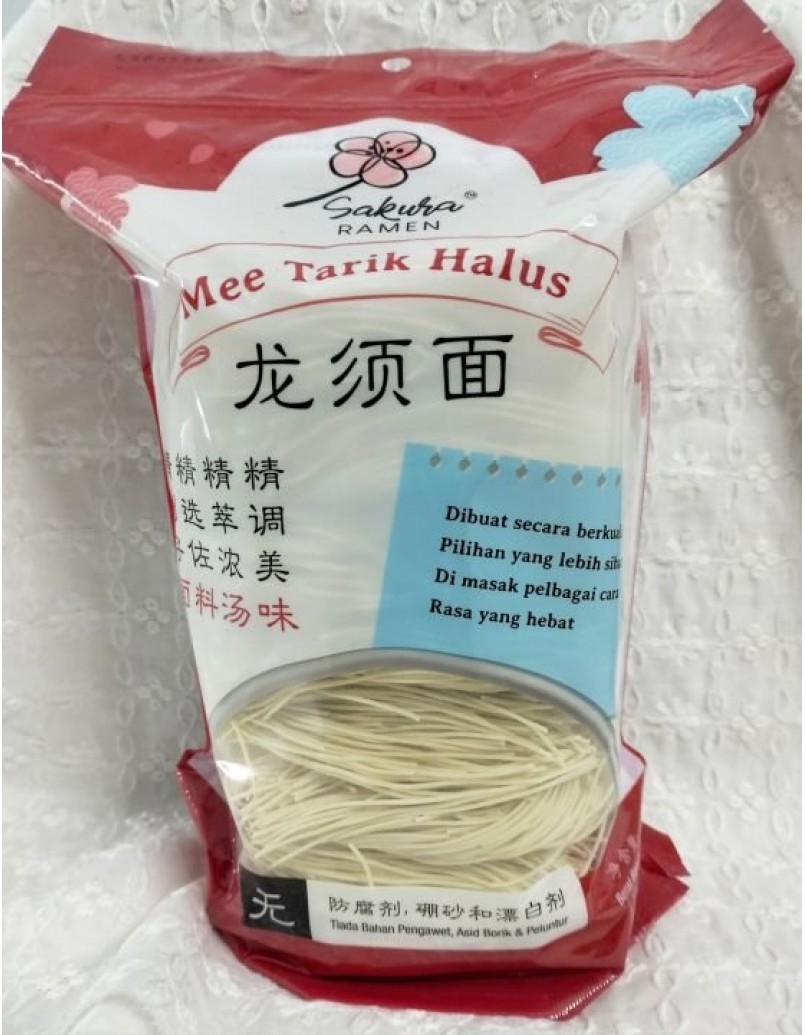 Sakura
RAMEN
Mee Tarik Halus
龙须面
精精精
选萃调
佐浓美
面料汤味
Dibuat secara
Pilihan yang lebih
Di masak pelbagai cara
Rasa yang hebat
无
防腐剂,硼砂和漂白剂
Tiada Bahan Pengawet, Asid Borik & Peluntur